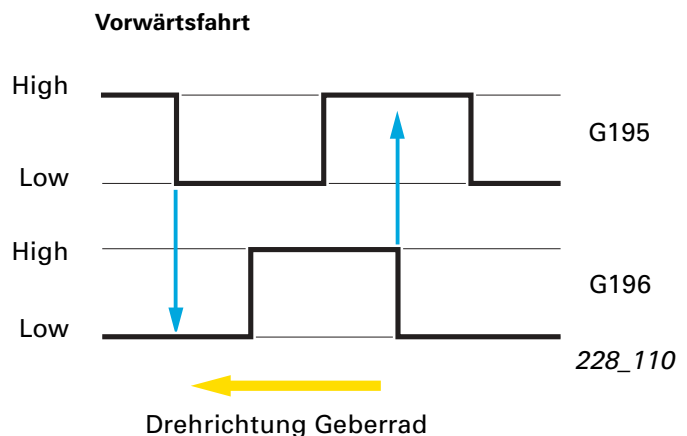 Vorwärtsfahrt
High
G195
Low
High
G196
Low
228_110
Drehrichtung Geberrad